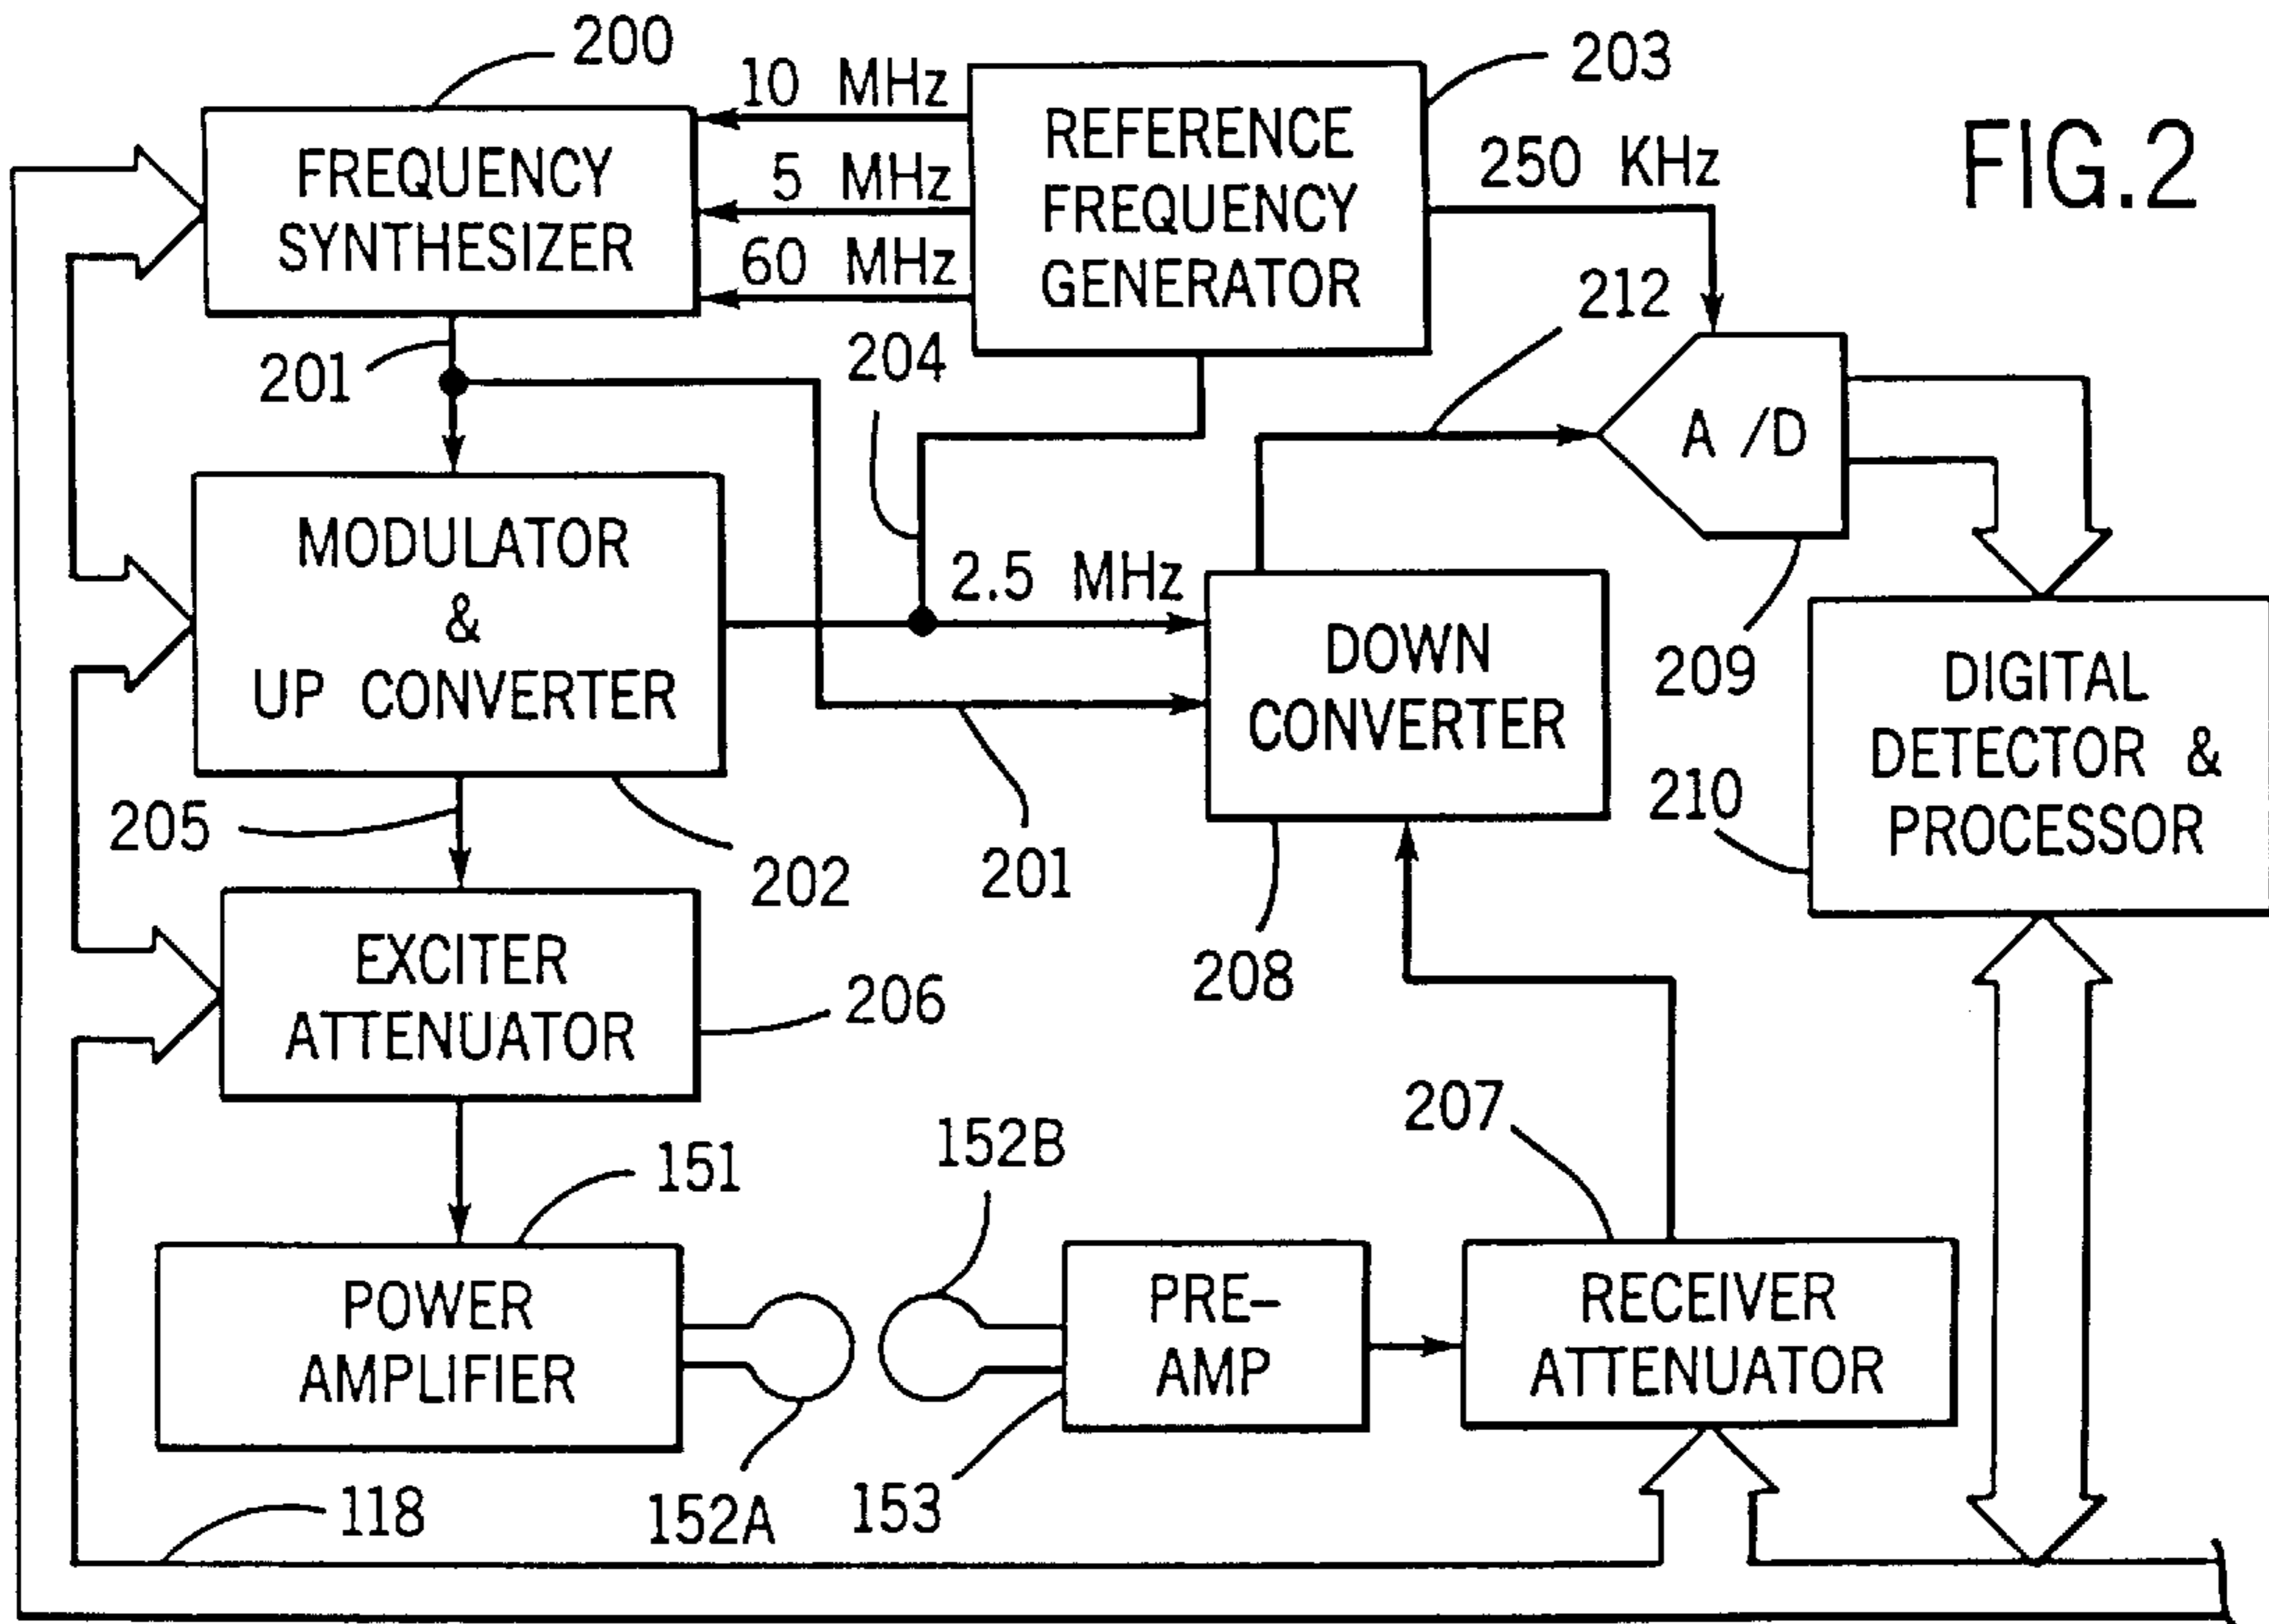 200
10 MHz
203
FIG.2
FREQUENCY
SYNTHESIZER
5 MHz
60 MHz
REFERENCE
FREQUENCY
GENERATOR
250 KHz
212
201
204
A /D
MODULATOR
&
UP CONVERTER
2.5 MHz
DOWN
CONVERTER
209
DIGITAL
DETECTOR &
PROCESSOR
210
205
202
201
208
EXCITER
ATTENUATOR
206
207
151
152B
POWER
AMPLIFIER
PRE-
AMP
RECEIVER
ATTENUATOR
118
152A
153